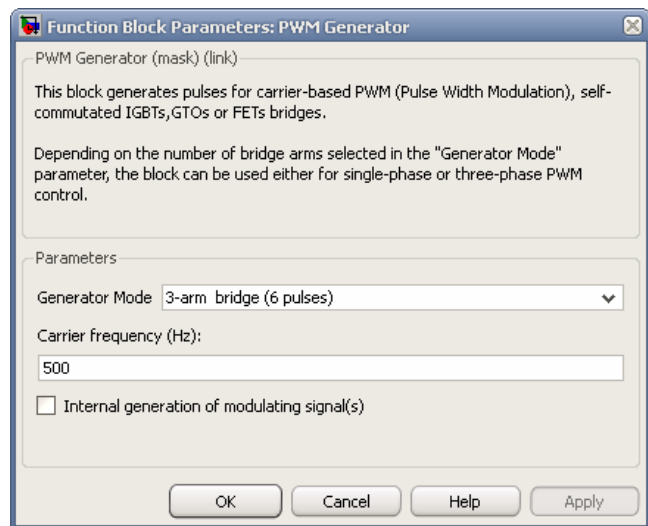 Function Block Parameters: PWM Generator
PWM Generator (mask) (link)
This block generates pulses for carrier-based PWM (Pulse Width Modulation), self-
commutated IGBTs,GTOs or FETs bridges.
Depending on the number of bridge arms selected in the "Generator Mode"
parameter, the block can be used either for single-phase or three-phase PWM
control.
Parameters
Generator Mode 3-arm bridge (6 pulses)
Carrier frequency (Hz):
500
Internal generation of modulating signal(s)
OK Cancel Help Apply